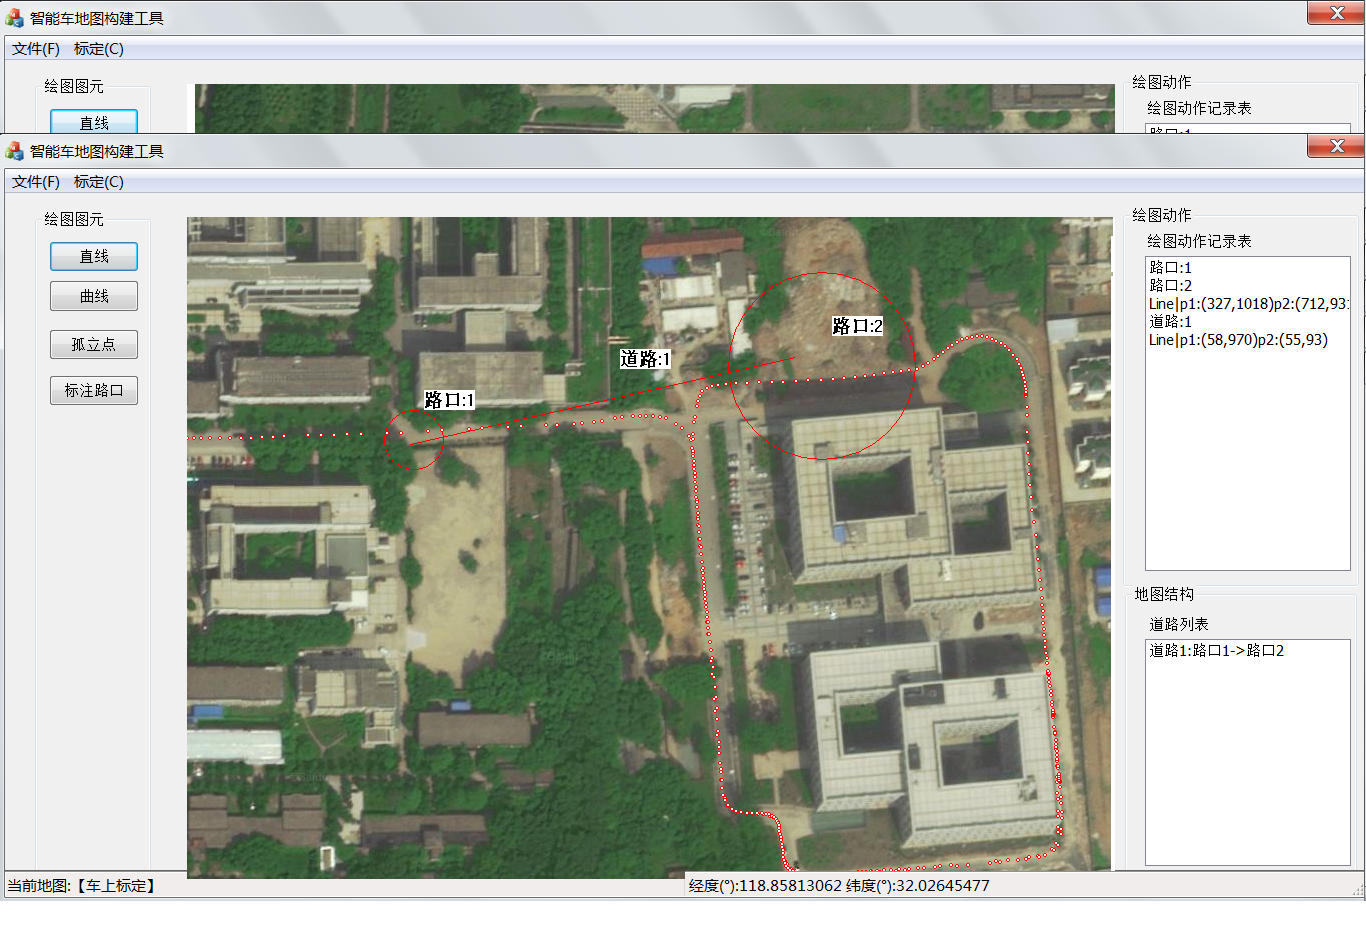 智能车地图构建工具
文件(F) 标定(C)
绘图图元
直线
绘图动作
绘图动作记录表
路口:1
智能车地图构建工具
文件(F) 标定(C)
绘图图元
直线
曲线
孤立点
标注路口
路口:2
道路:1
路口:1
绘图动作
绘图动作记录表
路口:1
路口:2
Line|p1:(327,1018)p2:(712,93
道路:1
Line|p1:(58,970)p2:(55,93)
地图结构
道路列表
道路1:路口1->路口2
当前地图:【车上标定】
经度(°):118.85813062 纬度(°):32.02645477